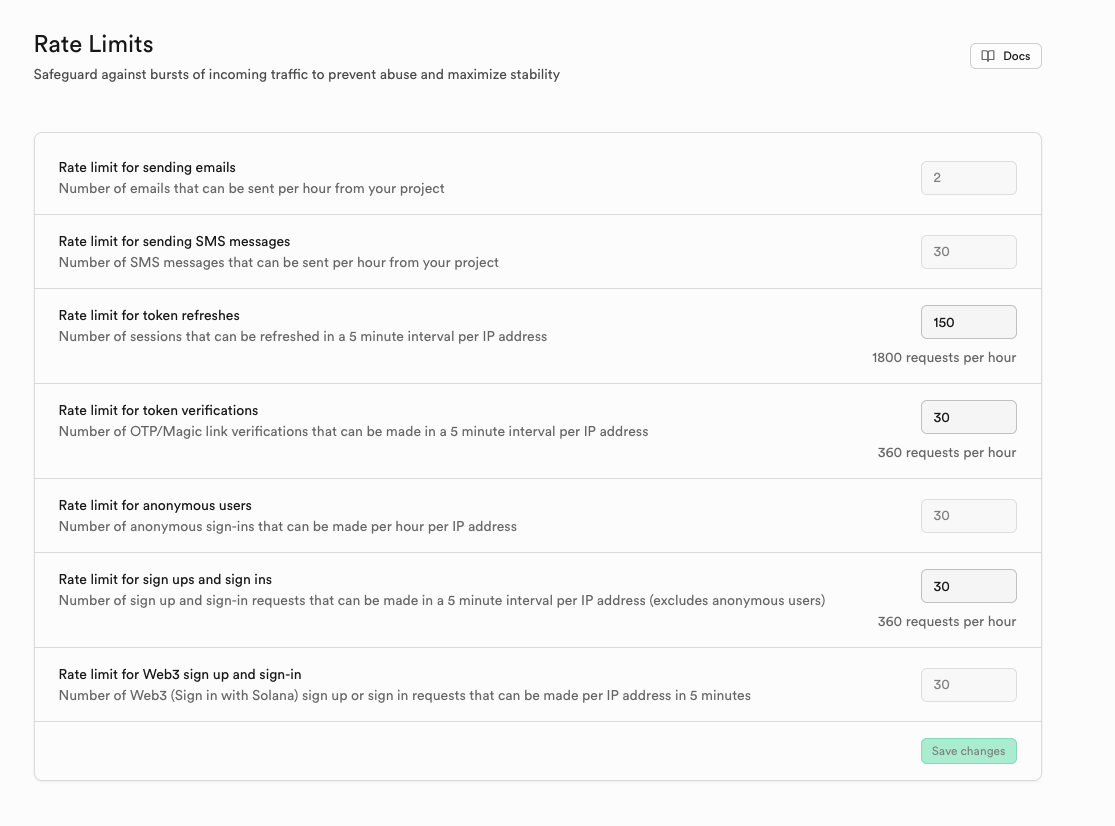 Rate Limits
Docs
Safeguard against bursts of incoming traffic to prevent abuse and maximize stability
Rate limit for sending emails
Number of emails that can be sent per hour from your project
2
Rate limit for sending SMS messages
Number of SMS messages that can be sent per hour from your project
30
Rate limit for token refreshes
Number of sessions that can be refreshed in a 5 minute interval per IP address
150
1800 requests per hour
Rate limit for token verifications
Number of OTP/Magic link verifications that can be made in a 5 minute interval per IP address
30
360 requests per hour
Rate limit for anonymous users
Number of anonymous sign-ins that can be made per hour per IP address
30
Rate limit for sign ups and sign ins
Number of sign up and sign-in requests that can be made in a 5 minute interval per IP address (excludes anonymous users)
30
360 requests per hour
Rate limit for Web3 sign up and sign-in
Number of Web3 (Sign in with Solana) sign up or sign in requests that can be made per IP address in 5 minutes
30
Save changes